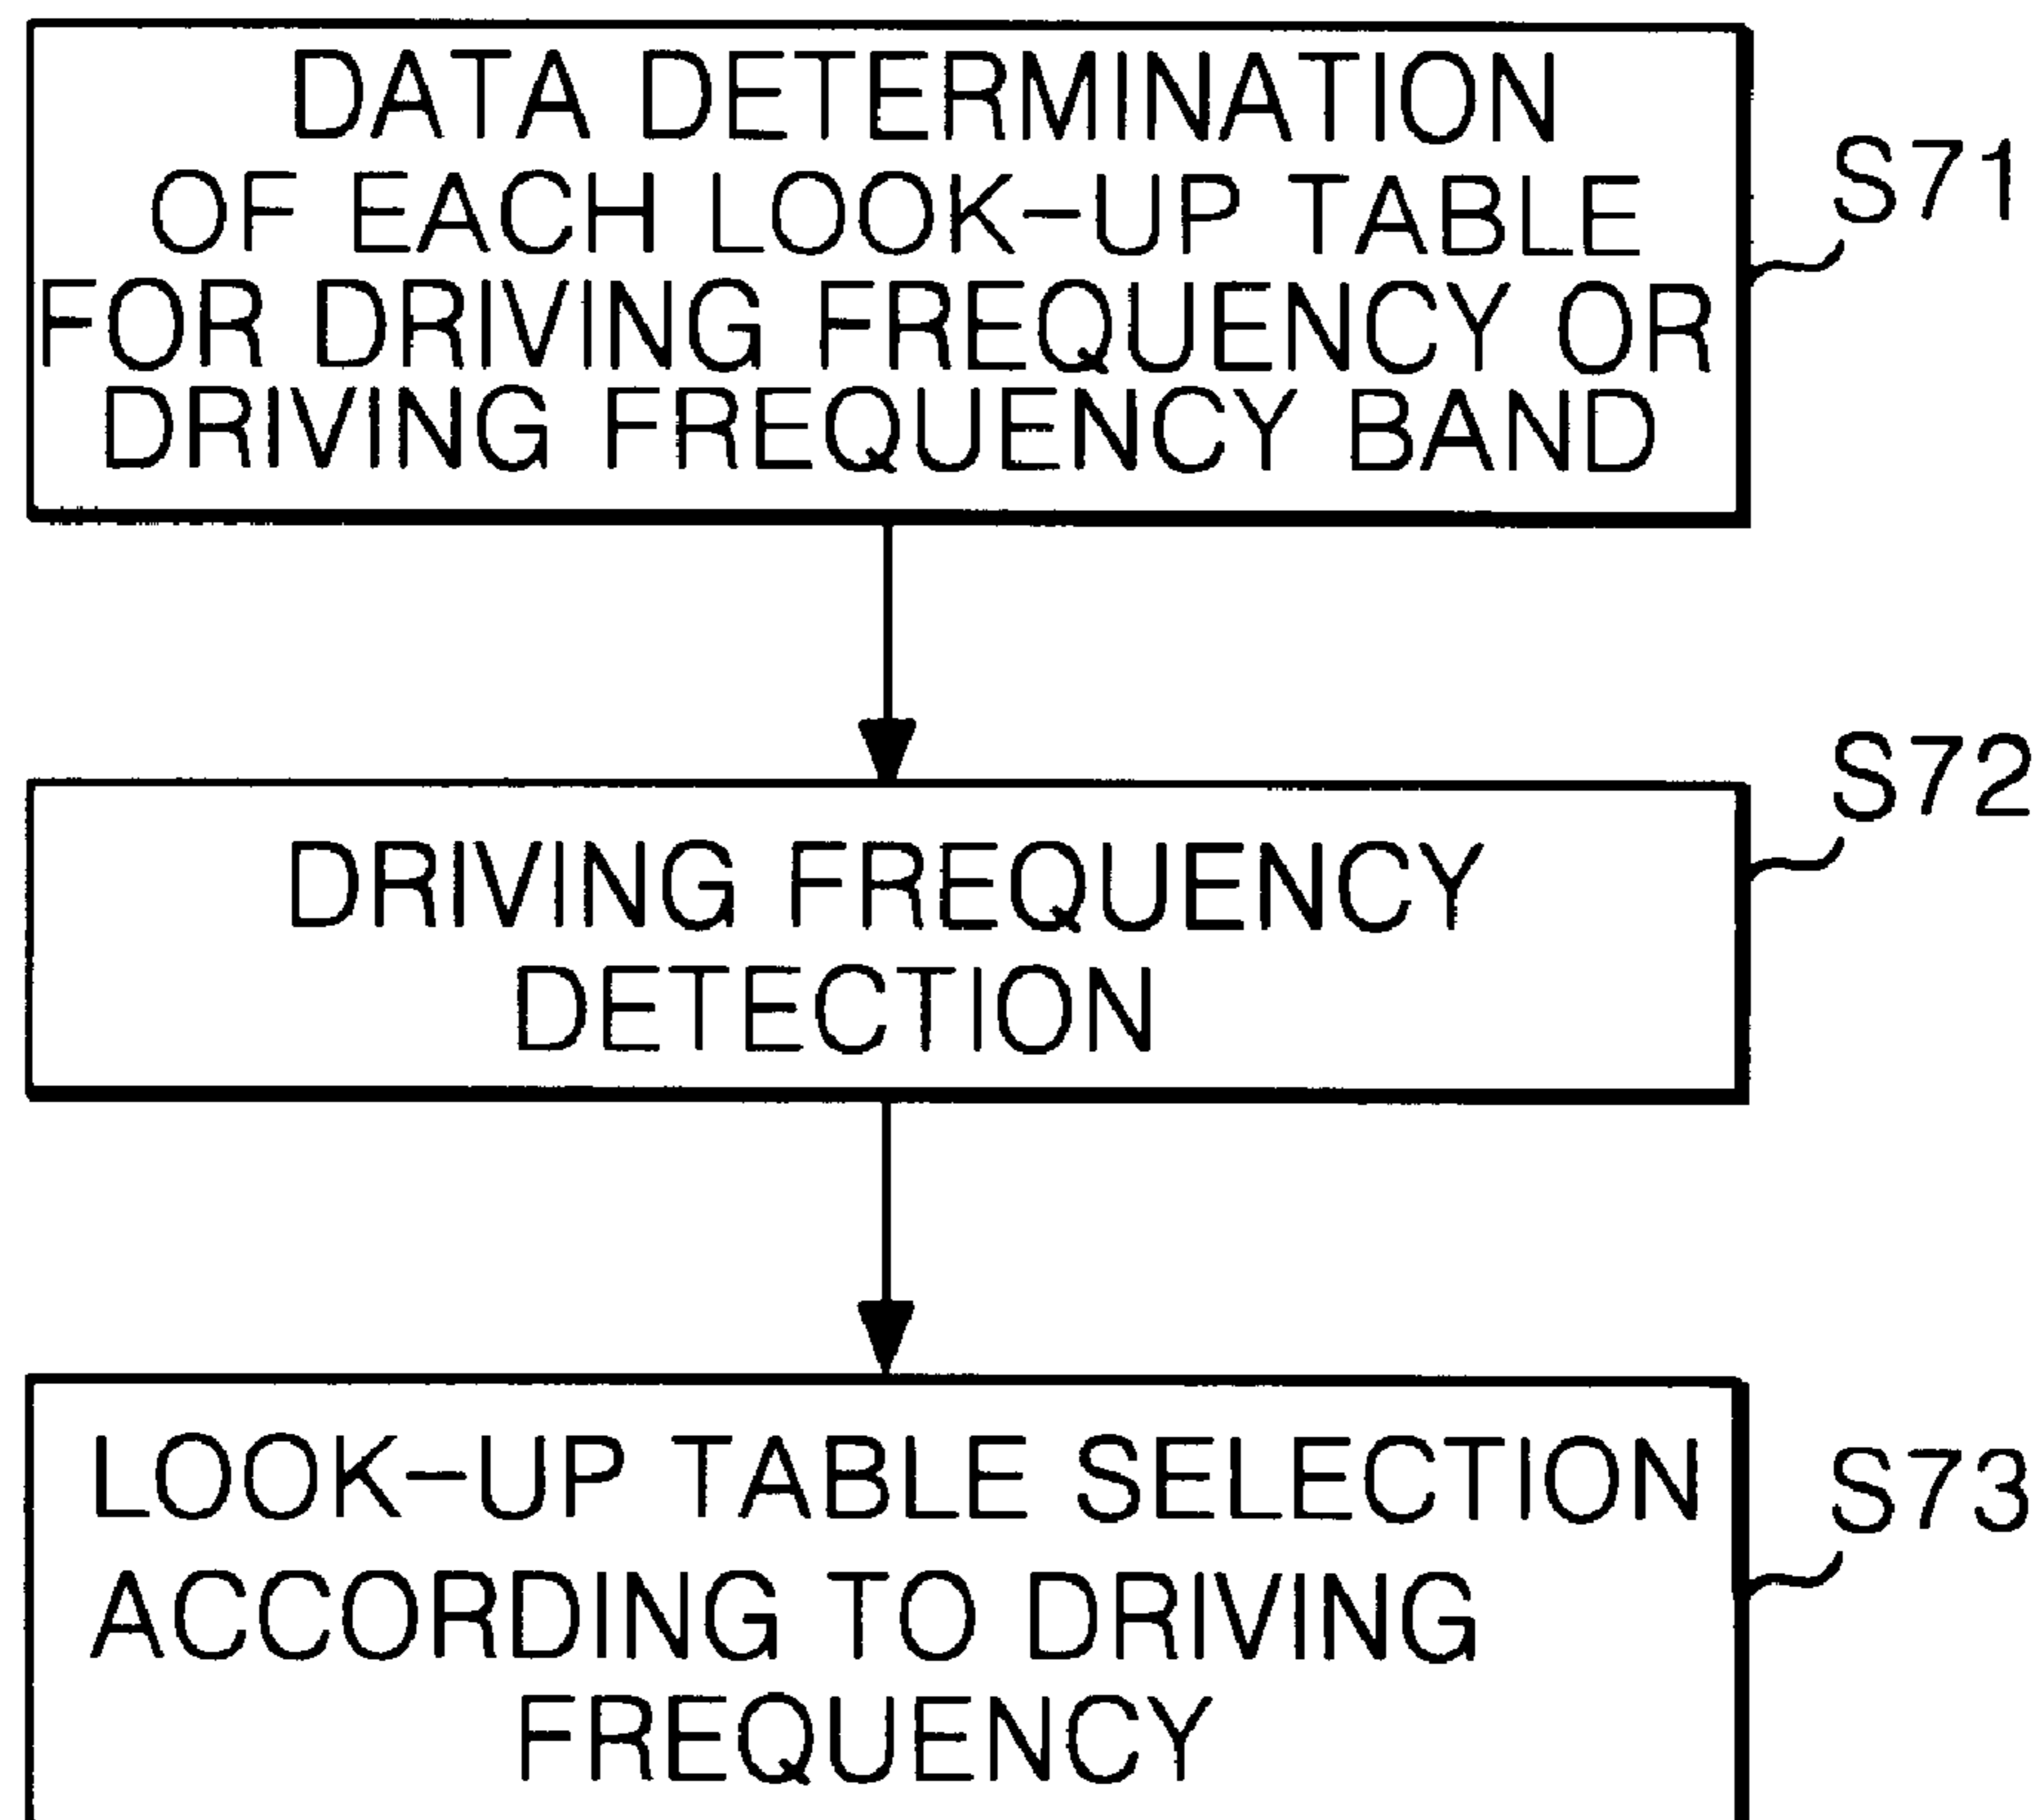 DATA DETERMINATION
OF EACH LOOK-UP TABLE
FOR DRIVING FREQUENCY OR
DRIVING FREQUENCY BAND
S71
DRIVING FREQUENCY
DETECTION
S72
LOOK-UP TABLE SELECTION
ACCORDING TO DRIVING
FREQUENCY
S73